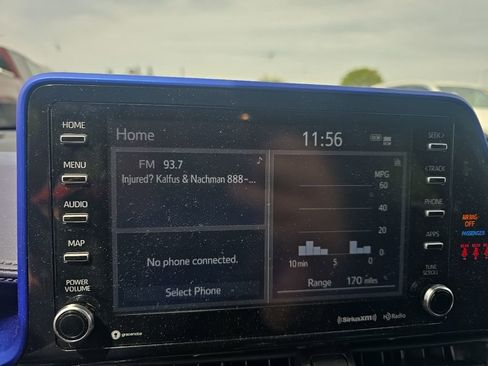 HOME
MENU
AUDIO
MAP
POWER
VOLUME
Home
11:56
FM 93.7
Injured? Kalfus & Nachman 888-...
No phone connected.
Select Phone
MPG
60
40
20
0
10 min 5 0
Range 170 miles
gracenote
SiriusXM
HD Radio
SEEK >
< TRACK
PHONE
APPS
TUNE
SCROLL
AIR BAG
OFF
PASSENGER